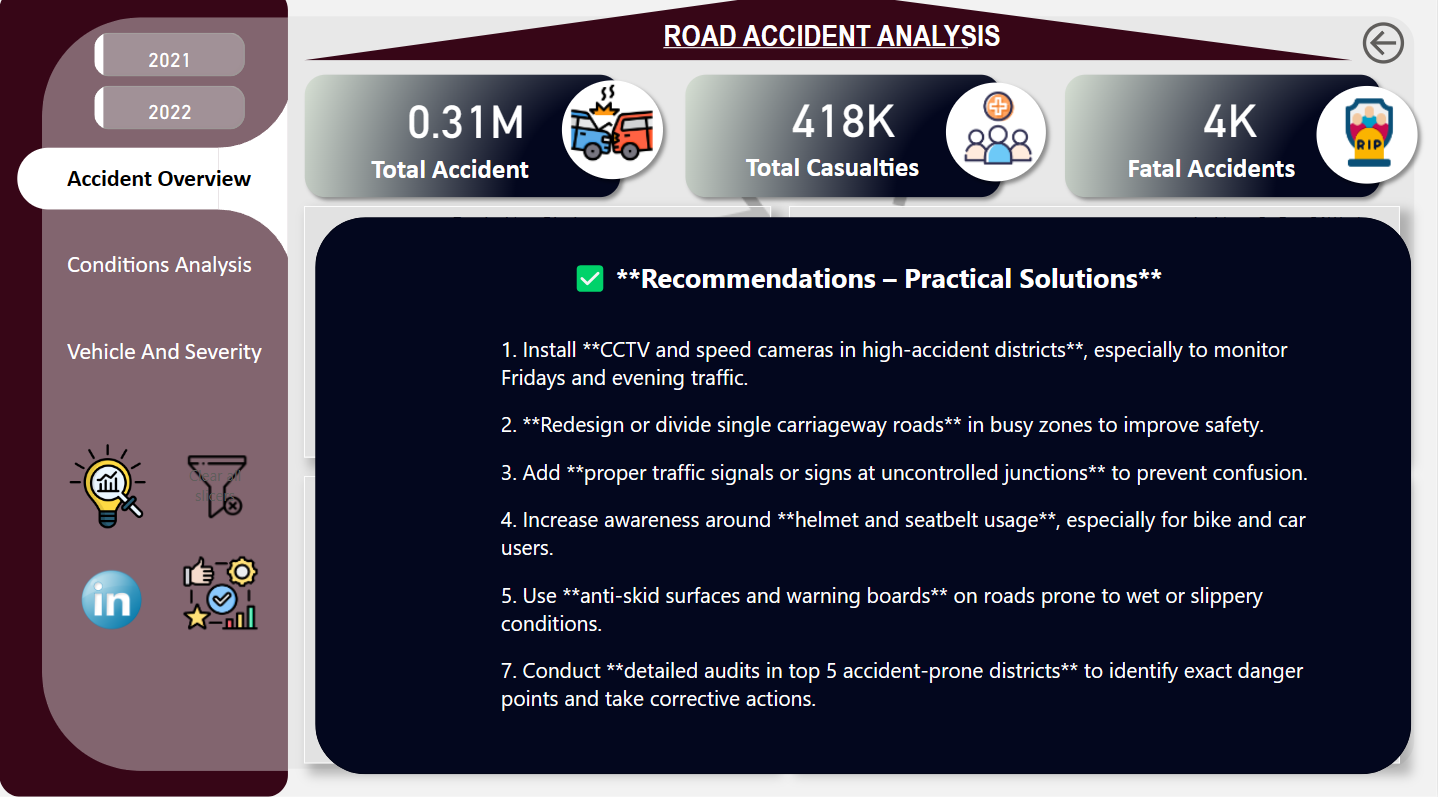 2021
2022
Accident Overview
Conditions Analysis
Vehicle And Severity
Clear all
slicers
in
ROAD ACCIDENT ANALYSIS
0.31M
Total Accident
418K
Total Casualties
4K
Fatal Accidents
RIP
✅ **Recommendations – Practical Solutions**
1. Install **CCTV and speed cameras in high-accident districts**, especially to monitor
Fridays and evening traffic.
2. **Redesign or divide single carriageway roads** in busy zones to improve safety.
3. Add **proper traffic signals or signs at uncontrolled junctions** to prevent confusion.
4. Increase awareness around **helmet and seatbelt usage**, especially for bike and car
users.
5. Use **anti-skid surfaces and warning boards** on roads prone to wet or slippery
conditions.
7. Conduct **detailed audits in top 5 accident-prone districts** to identify exact danger
points and take corrective actions.